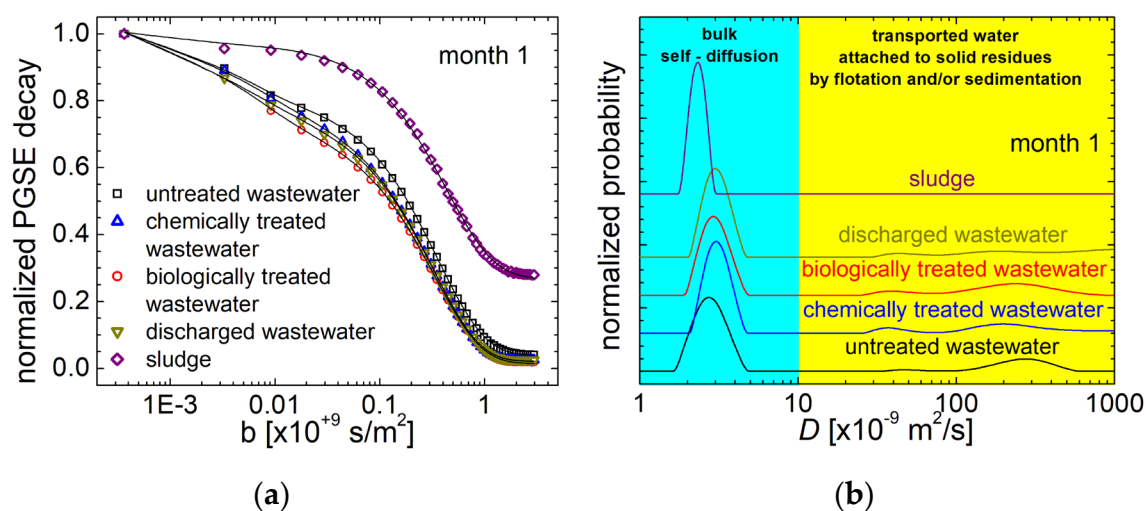 normalized PGSE decay
1.0
0.8
0.6
0.4
0.2
0.0
month 1
untreated wastewater
chemically treated
wastewater
biologically treated
wastewater
discharged wastewater
sludge
1E-3
0.01
0.1
1
b [x10⁺⁹ s/m²]
(a)
normalized probability
bulk
self - diffusion
transported water
attached to solid residues
by flotation and/or sedimentation
month 1
sludge
discharged wastewater
biologically treated wastewater
chemically treated wastewater
untreated wastewater
1
10
100
1000
D [x10⁻⁹ m²/s]
(b)